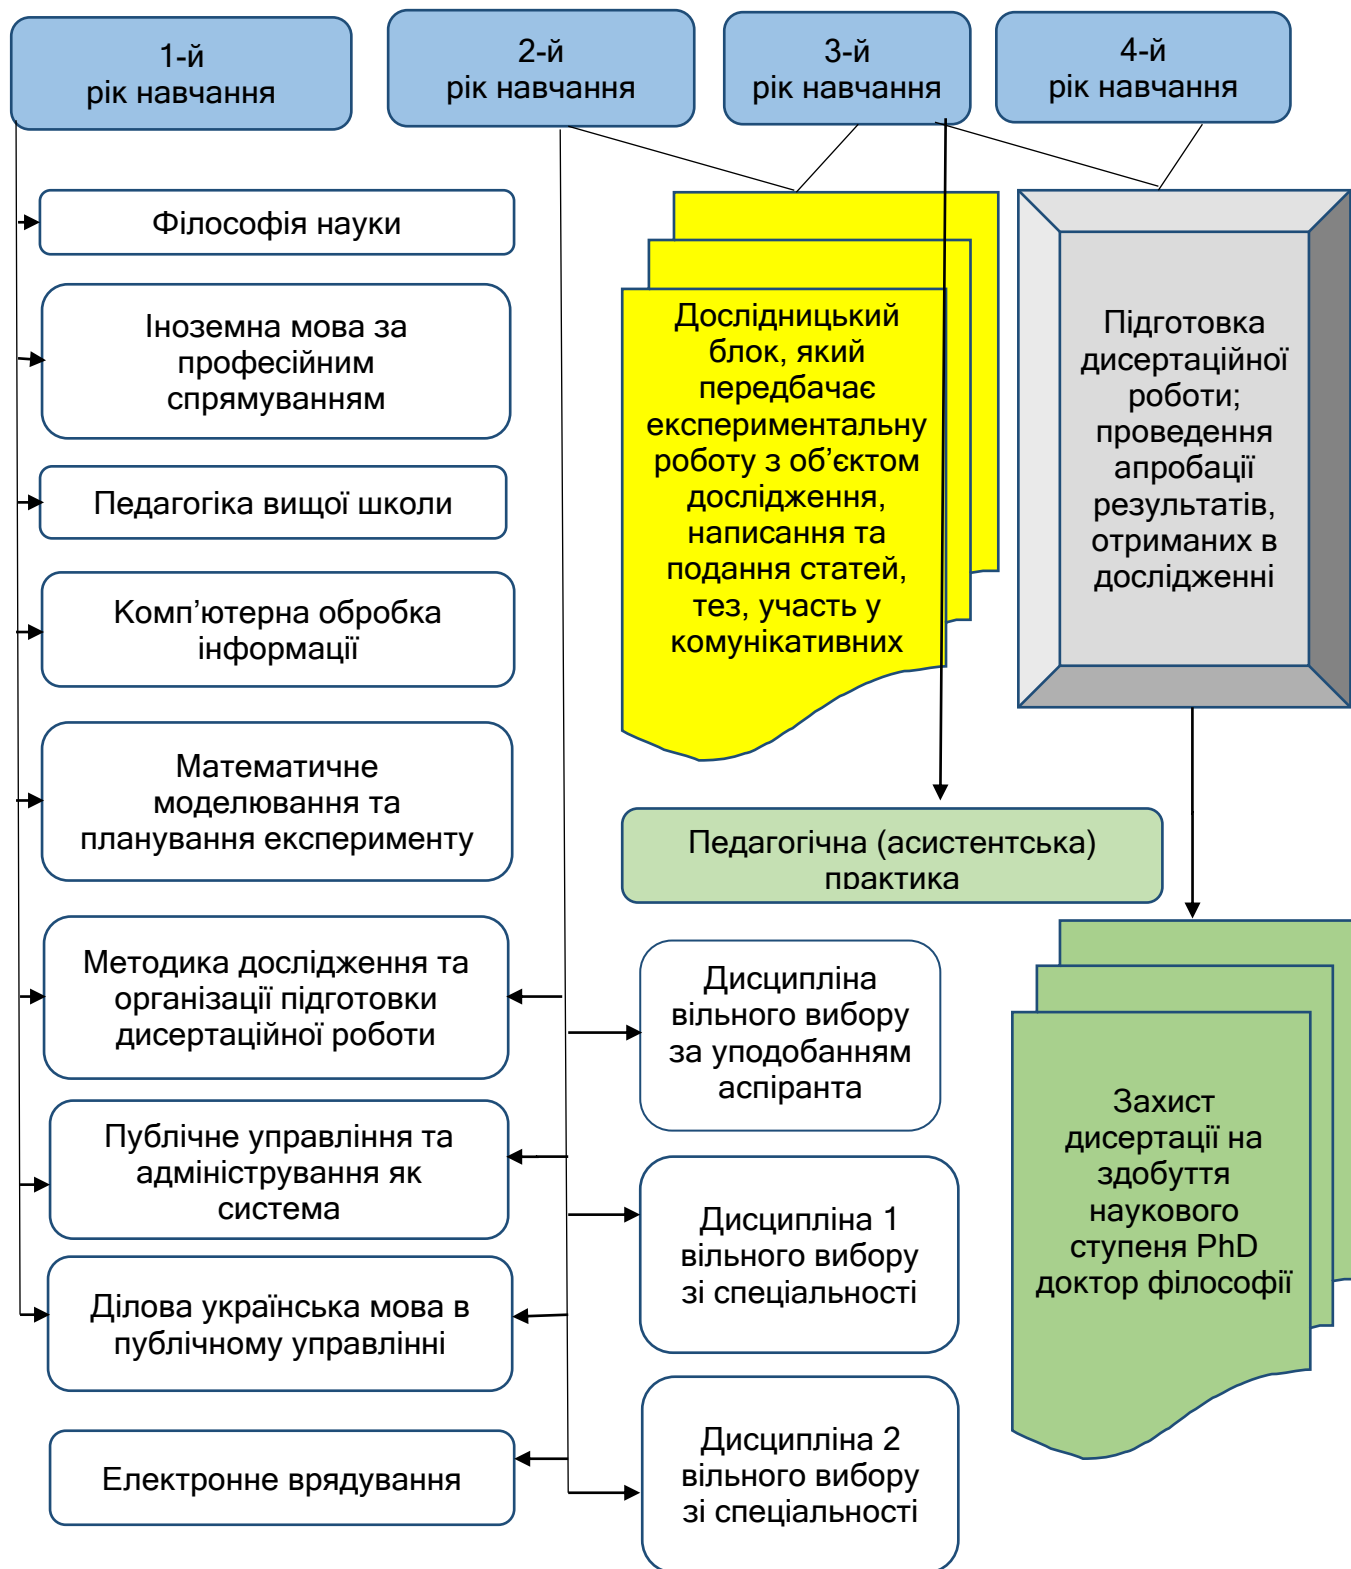 1-й
рік навчання
2-й
рік навчання
3-й
рік навчання
4-й
рік навчання
Філософія науки
Іноземна мова за
професійним
спрямуванням
Педагогіка вищої школи
Комп’ютерна обробка
інформації
Математичне
моделювання та
планування експерименту
Методика дослідження та
організації підготовки
дисертаційної роботи
Публічне управління та
адміністрування як
система
Ділова українська мова в
публічному управлінні
Електронне врядування
Дослідницький
блок, який
передбачає
експериментальну
роботу з об’єктом
дослідження,
написання та
подання статей,
тез, участь у
комунікативних
Педагогічна (асистентська)
практика
Дисципліна
вільного вибору
за уподобанням
аспіранта
Дисципліна 1
вільного вибору
зі спеціальності
Дисципліна 2
вільного вибору
зі спеціальності
Підготовка
дисертаційної
роботи;
проведення
апробації
результатів,
отриманих в
дослідженні
Захист
дисертації на
здобуття
наукового
ступеня PhD
доктор філософії